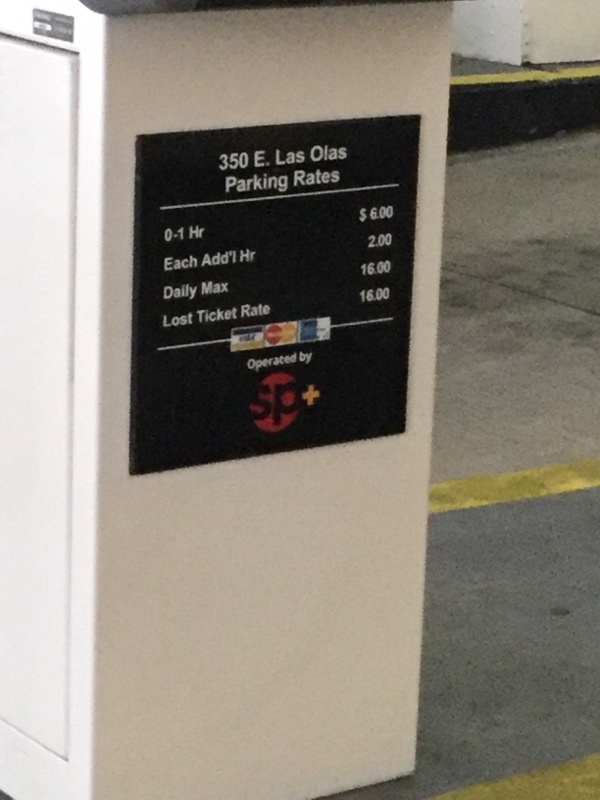 350 E. Las Olas
Parking Rates
0-1 Hr $ 6.00
Each Add'l Hr 2.00
Daily Max 16.00
Lost Ticket Rate 16.00
VISA
Operated by
sp+